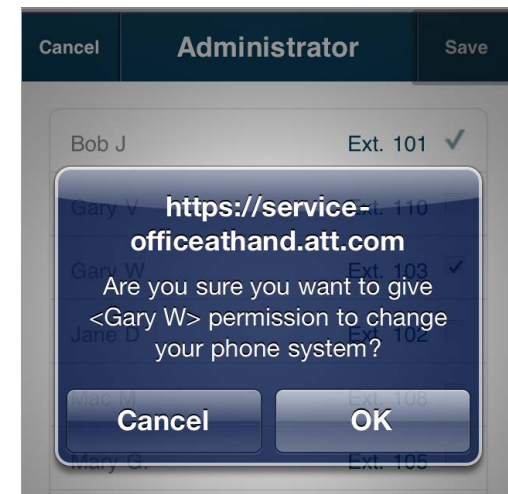 Cancel Administrator Save
Bob J Ext. 101
Gary V Ext. 110
https://service-
officeathand.att.com
Gary W Ext. 103
Are you sure you want to give
<Gary W> permission to change
Jane D Ext. 102
your phone system?
Mac M Ext. 108
Cancel OK
Mary G. Ext. 105